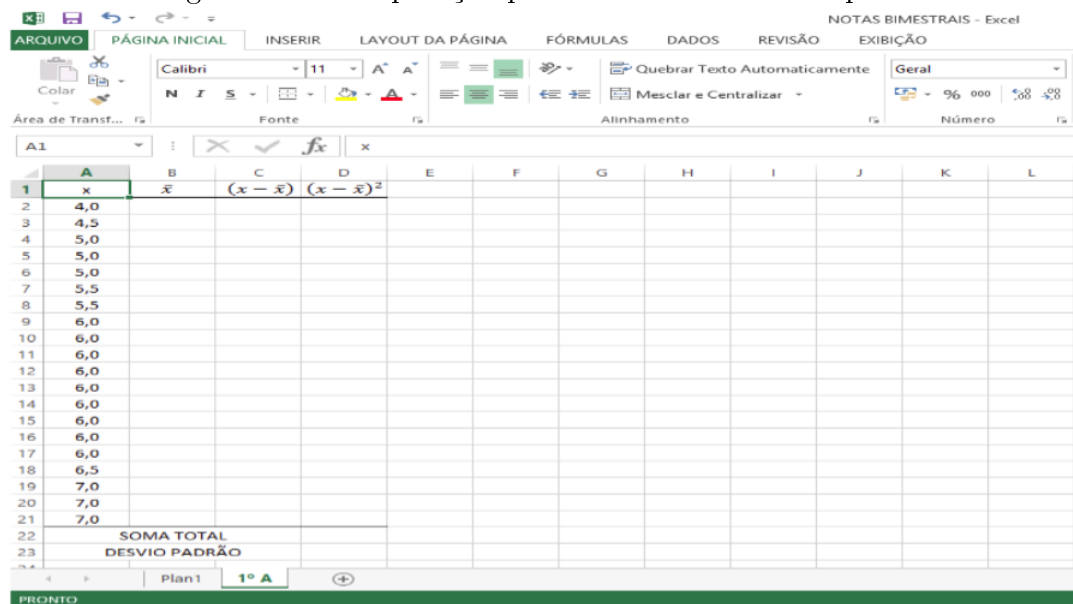 NOTAS BIMESTRAIS - Excel
ARQUIVO PÁGINA INICIAL INSERIR LAYOUT DA PÁGINA FÓRMULAS DADOS REVISÃO EXIBIÇÃO
Colar Calibri 11 A A Quebrar Texto Automaticamente Geral
N I S A Mesclar e Centralizar % 000 ,00 ,00
Área de Transf... Fonte Alinhamento Número
A1 fx x
A B C D E F G H I J K L
1 x x̄ (x − x̄) (x − x̄)²
2 4,0
3 4,5
4 5,0
5 5,0
6 5,0
7 5,5
8 5,5
9 6,0
10 6,0
11 6,0
12 6,0
13 6,0
14 6,0
15 6,0
16 6,0
17 6,0
18 6,5
19 7,0
20 7,0
21 7,0
22 SOMA TOTAL
23 DESVIO PADRÃO
Plan1 1º A
PRONTO